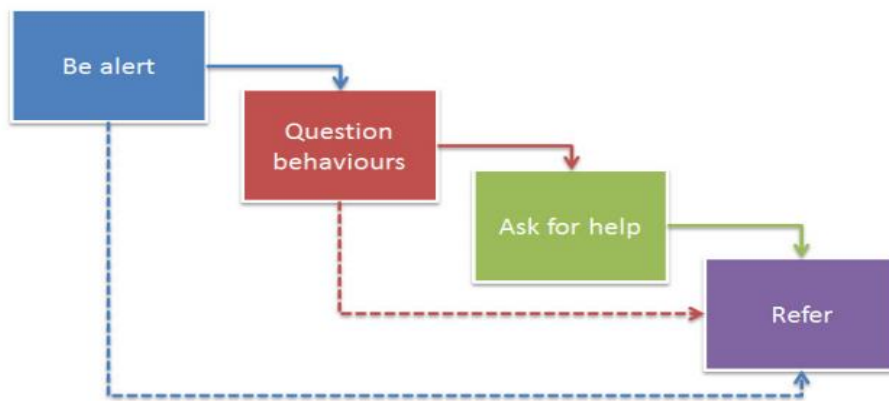 Be alert
Question
behaviours
Ask for help
Refer